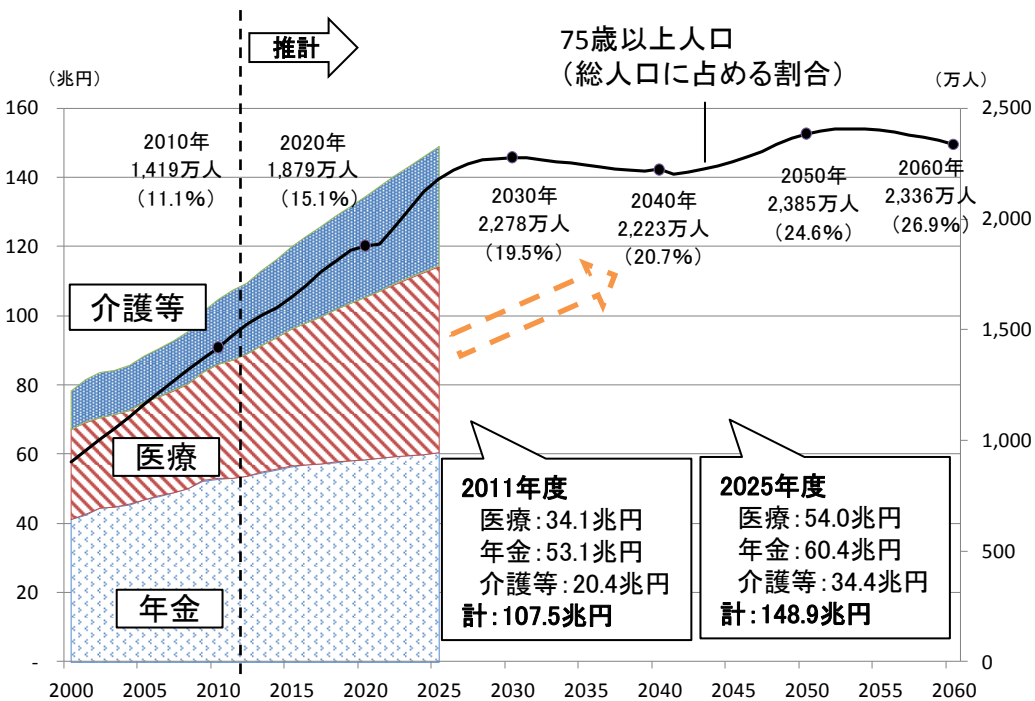 推計
75歳以上人口
（総人口に占める割合）
（兆円）
（万人）
160
140
120
100
80
60
40
20
-
2,500
2,000
1,500
1,000
500
0
2010年
1,419万人
（11.1%）
2020年
1,879万人
（15.1%）
2030年
2,278万人
（19.5%）
2040年
2,223万人
（20.7%）
2050年
2,385万人
（24.6%）
2060年
2,336万人
（26.9%）
介護等
医療
年金
2011年度
医療：34.1兆円
年金：53.1兆円
介護等：20.4兆円
計：107.5兆円
2025年度
医療：54.0兆円
年金：60.4兆円
介護等：34.4兆円
計：148.9兆円
2000 2005 2010 2015 2020 2025 2030 2035 2040 2045 2050 2055 2060